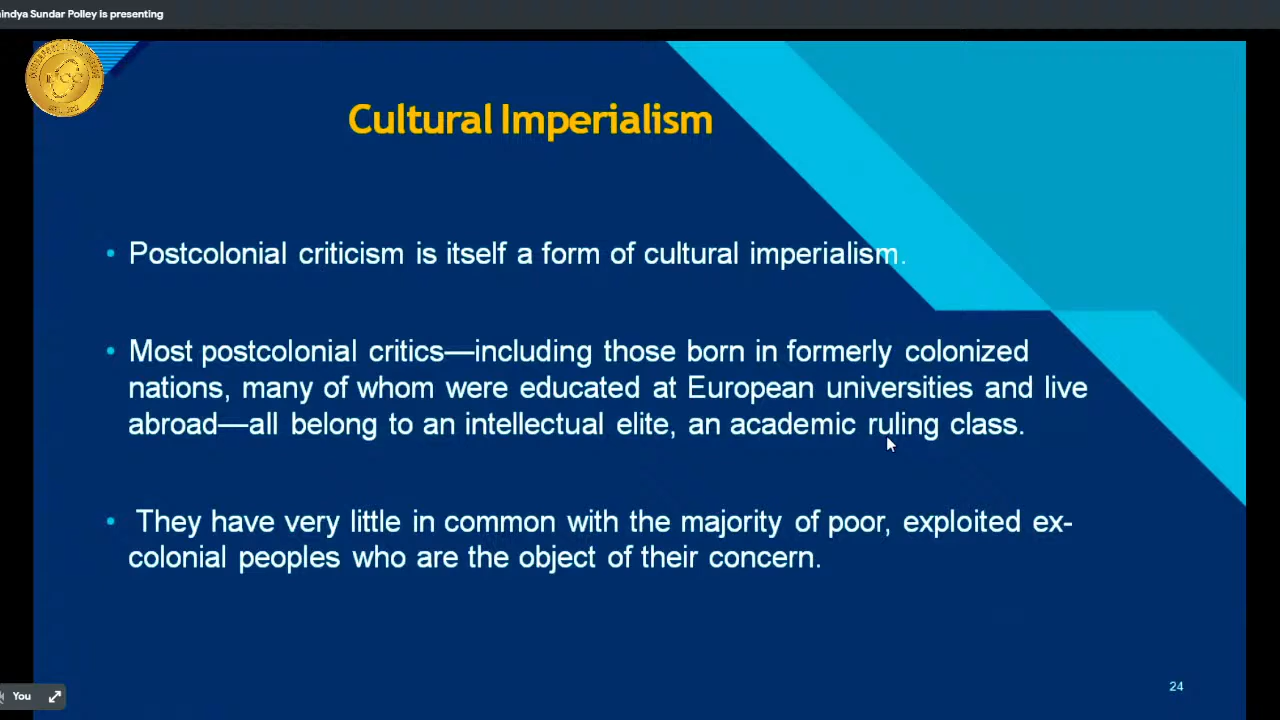 indya Sundar Polley is presenting
Cultural Imperialism
• Postcolonial criticism is itself a form of cultural imperialism.
• Most postcolonial critics—including those born in formerly colonized
nations, many of whom were educated at European universities and live
abroad—all belong to an intellectual elite, an academic ruling class.
• They have very little in common with the majority of poor, exploited ex-
colonial peoples who are the object of their concern.
You
24